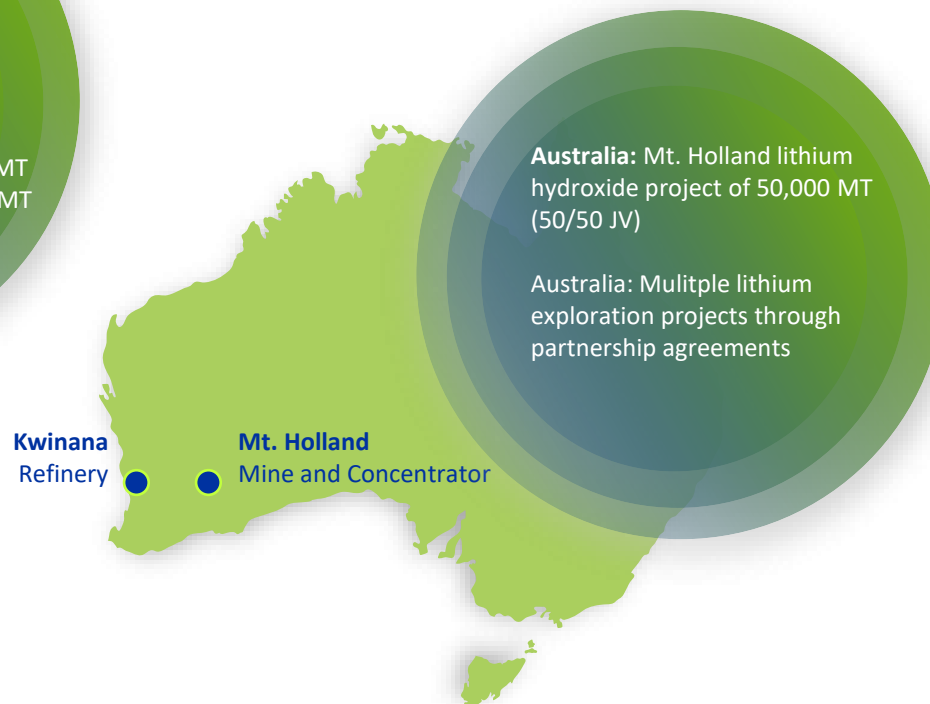 MT
MT
Australia: Mt. Holland lithium
hydroxide project of 50,000 MT
(50/50 JV)
Australia: Mulitple lithium
exploration projects through
partnership agreements
Kwinana
Refinery
Mt. Holland
Mine and Concentrator